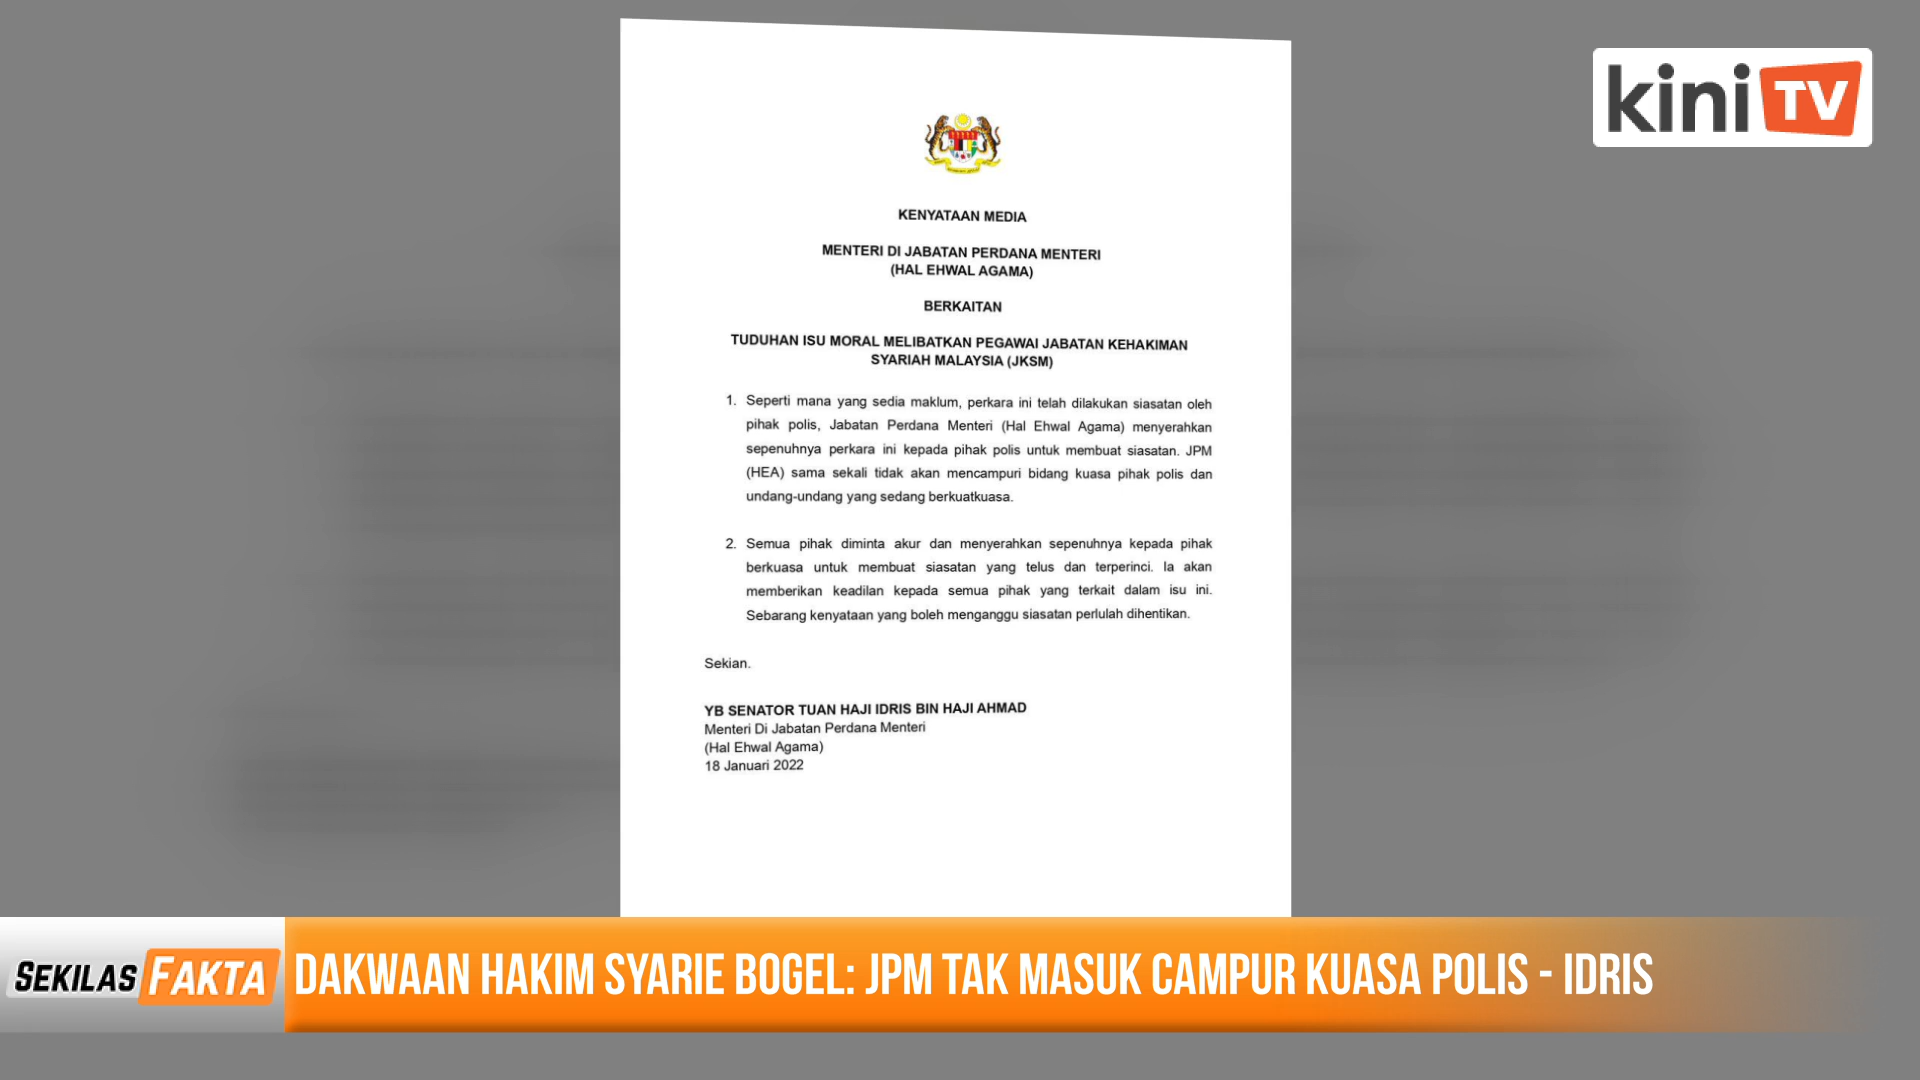 kini TV
KENYATAAN MEDIA
MENTERI DI JABATAN PERDANA MENTERI
(HAL EHWAL AGAMA)
BERKAITAN
TUDUHAN ISU MORAL MELIBATKAN PEGAWAI JABATAN KEHAKIMAN
SYARIAH MALAYSIA (JKSM)
1. Seperti mana yang sedia maklum, perkara ini telah dilakukan siasatan oleh
pihak polis, Jabatan Perdana Menteri (Hal Ehwal Agama) menyerahkan
sepenuhnya perkara ini kepada pihak polis untuk membuat siasatan. JPM
(HEA) sama sekali tidak akan mencampuri bidang kuasa pihak polis dan
undang-undang yang sedang berkuatkuasa.
2. Semua pihak diminta akur dan menyerahkan sepenuhnya kepada pihak
berkuasa untuk membuat siasatan yang telus dan terperinci. Ia akan
memberikan keadilan kepada semua pihak yang terkait dalam isu ini.
Sebarang kenyataan yang boleh menganggu siasatan perlulah dihentikan.
Sekian.
YB SENATOR TUAN HAJI IDRIS BIN HAJI AHMAD
Menteri Di Jabatan Perdana Menteri
(Hal Ehwal Agama)
18 Januari 2022
SEKILAS FAKTA
DAKWAAN HAKIM SYARIE BOGEL: JPM TAK MASUK CAMPUR KUASA POLIS - IDRIS